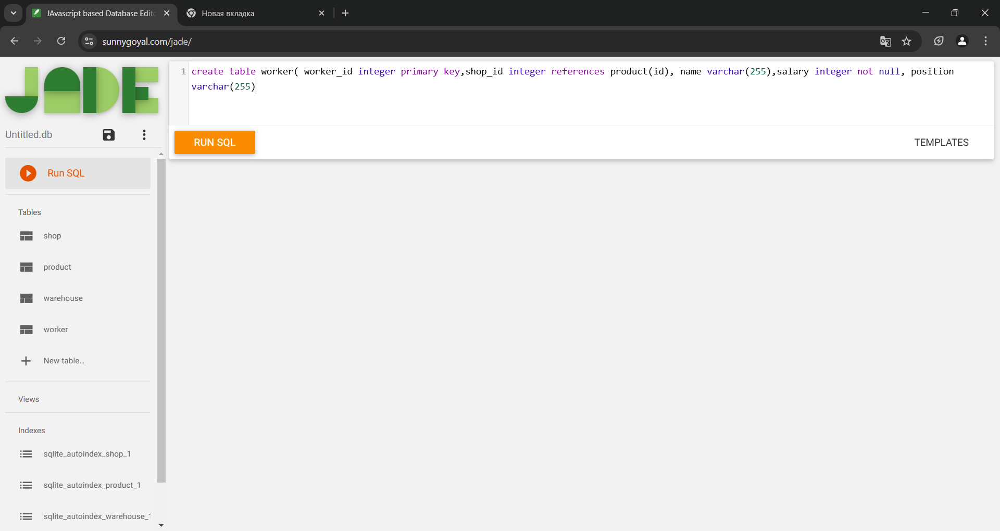 JAvascript based Database Edit
Новая вкладка
sunnygoyal.com/jade/
JADE
Untitled.db
1 create table worker( worker_id integer primary key,shop_id integer references product(id), name varchar(255),salary integer not null, position
varchar(255)
RUN SQL
TEMPLATES
Run SQL
Tables
shop
product
warehouse
worker
New table...
Views
Indexes
sqlite_autoindex_shop_1
sqlite_autoindex_product_1
sqlite_autoindex_warehouse_1